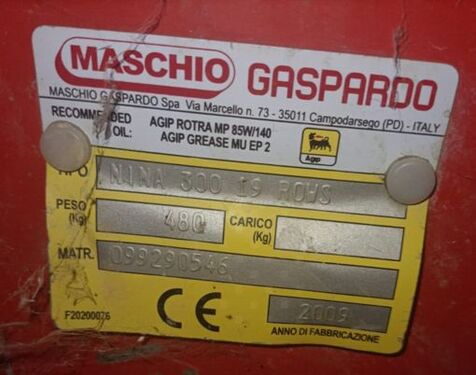 MASCHIO GASPARDO
MASCHIO GASPARDO Spa Via Marcello n. 73 - 35011 Campodarsego (PD) - ITALY
RECOMMENDED OIL: AGIP ROTRA MP 85W/140
AGIP GREASE MU EP 2
Agip
TIPO NINA 300 19 ROWS
PESO (Kg) 480 CARICO (Kg)
MATR. 099290546
CE 2009
F20200076 ANNO DI FABBRICAZIONE